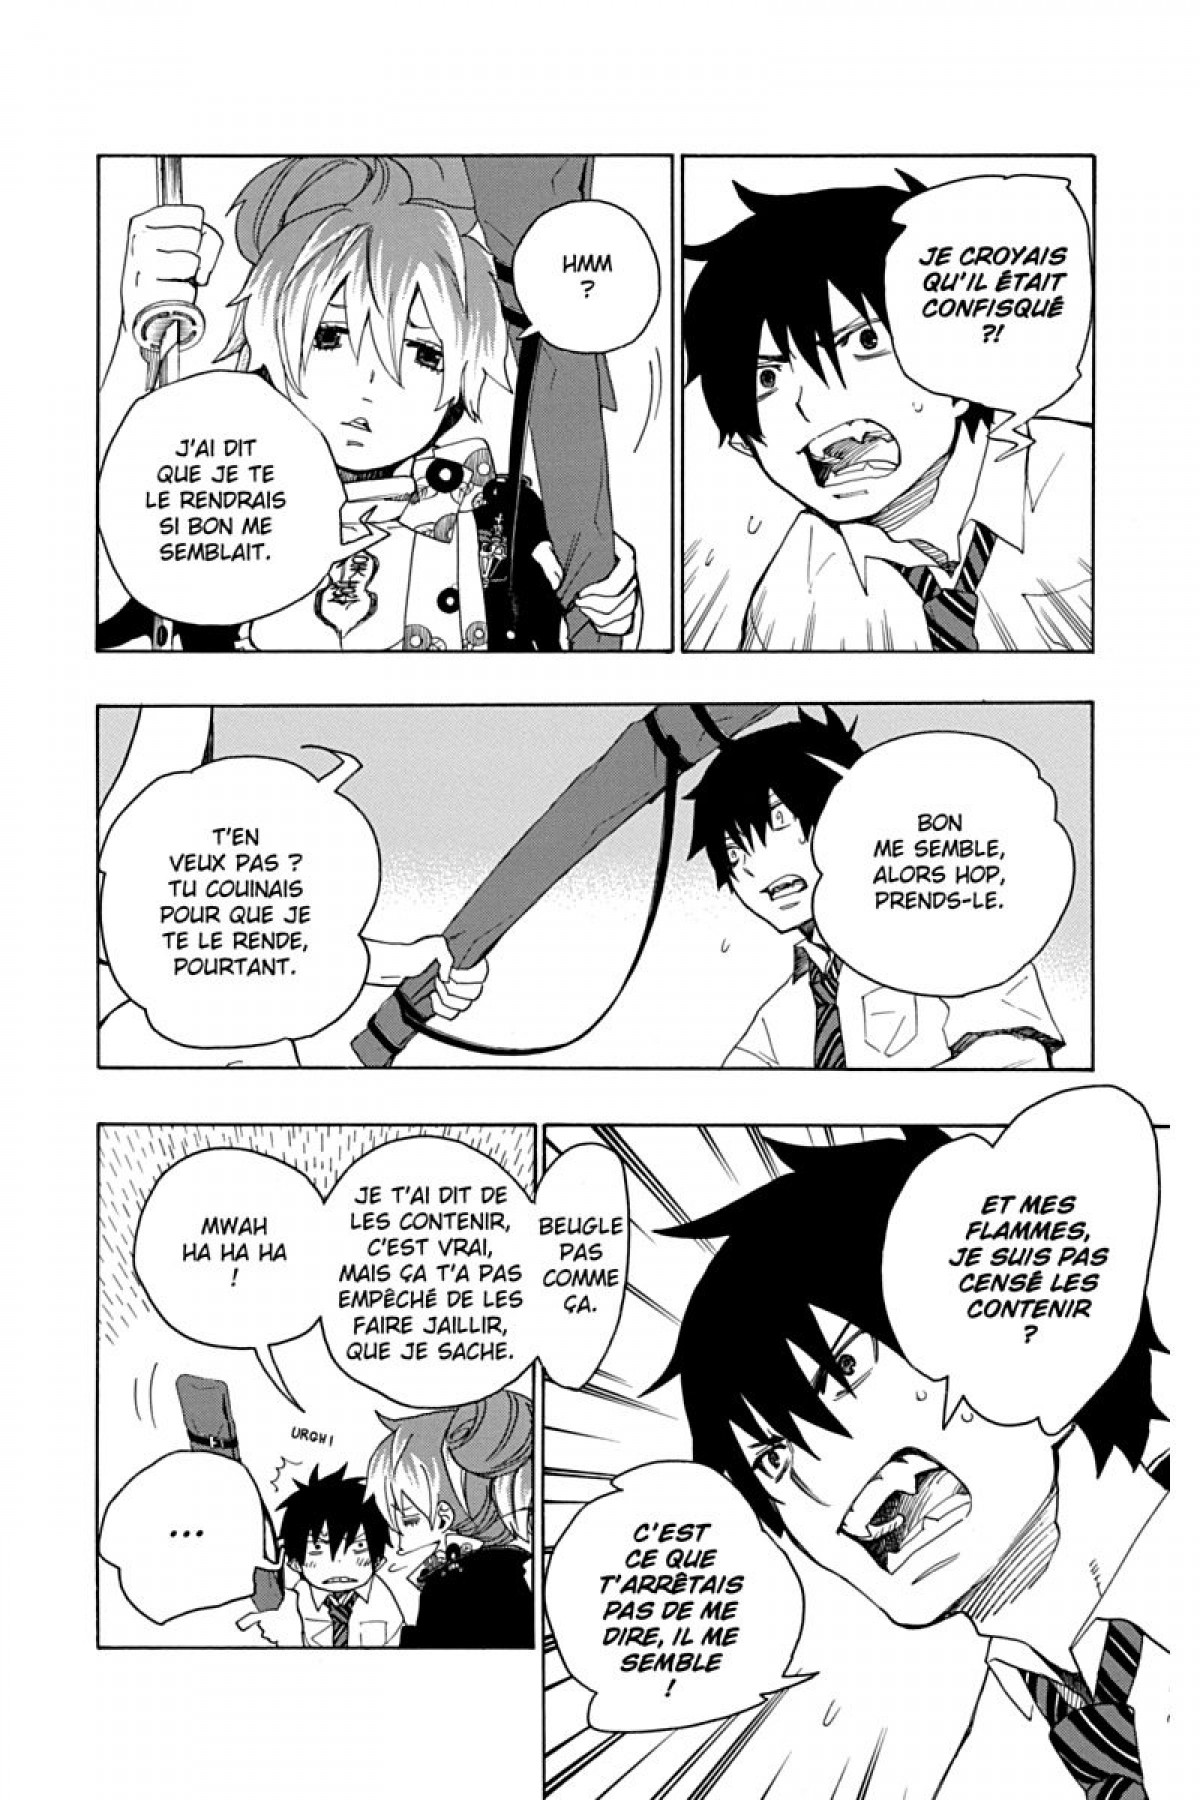 JE CROYAIS
QU'IL ÉTAIT
CONFISQUÉ
?!
HMM
?
J'AI DIT
QUE JE TE
LE RENDRAIS
SI BON ME
SEMBLAIT.
BON
ME SEMBLE,
ALORS HOP,
PRENDS-LE.
T'EN
VEUX PAS ?
TU COUINAIS
POUR QUE JE
TE LE RENDE,
POURTANT.
ET MES
FLAMMES,
JE SUIS PAS
CENSÉ LES
CONTENIR
?
C'EST
CE QUE
T'ARRÊTAIS
PAS DE ME
DIRE, IL ME
SEMBLE
!
BEUGLE
PAS
COMME
ÇA.
JE T'AI DIT DE
LES CONTENIR,
C'EST VRAI,
MAIS ÇA T'A PAS
EMPÊCHÉ DE LES
FAIRE JAILLIR,
QUE JE SACHE.
MWAH
HA HA HA
!
URGH!
...